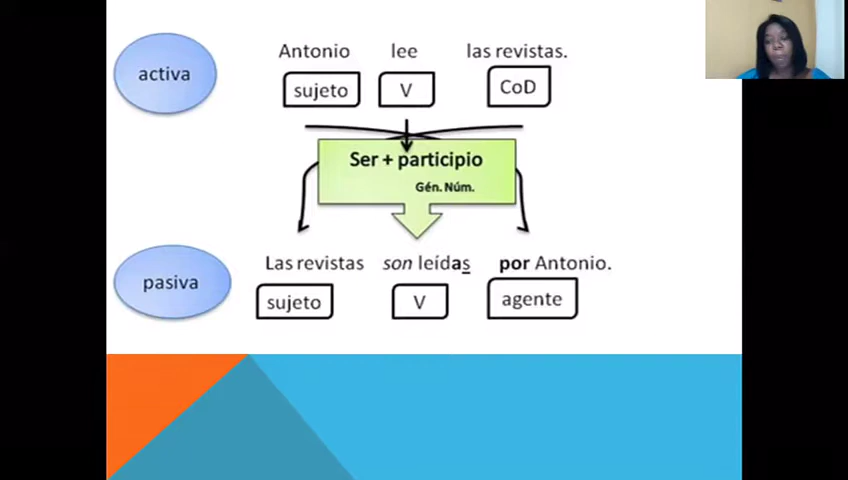 activa
Antonio lee las revistas.
sujeto V CoD
Ser + participio
Gén. Núm.
pasiva
Las revistas son leídas por Antonio.
sujeto V agente